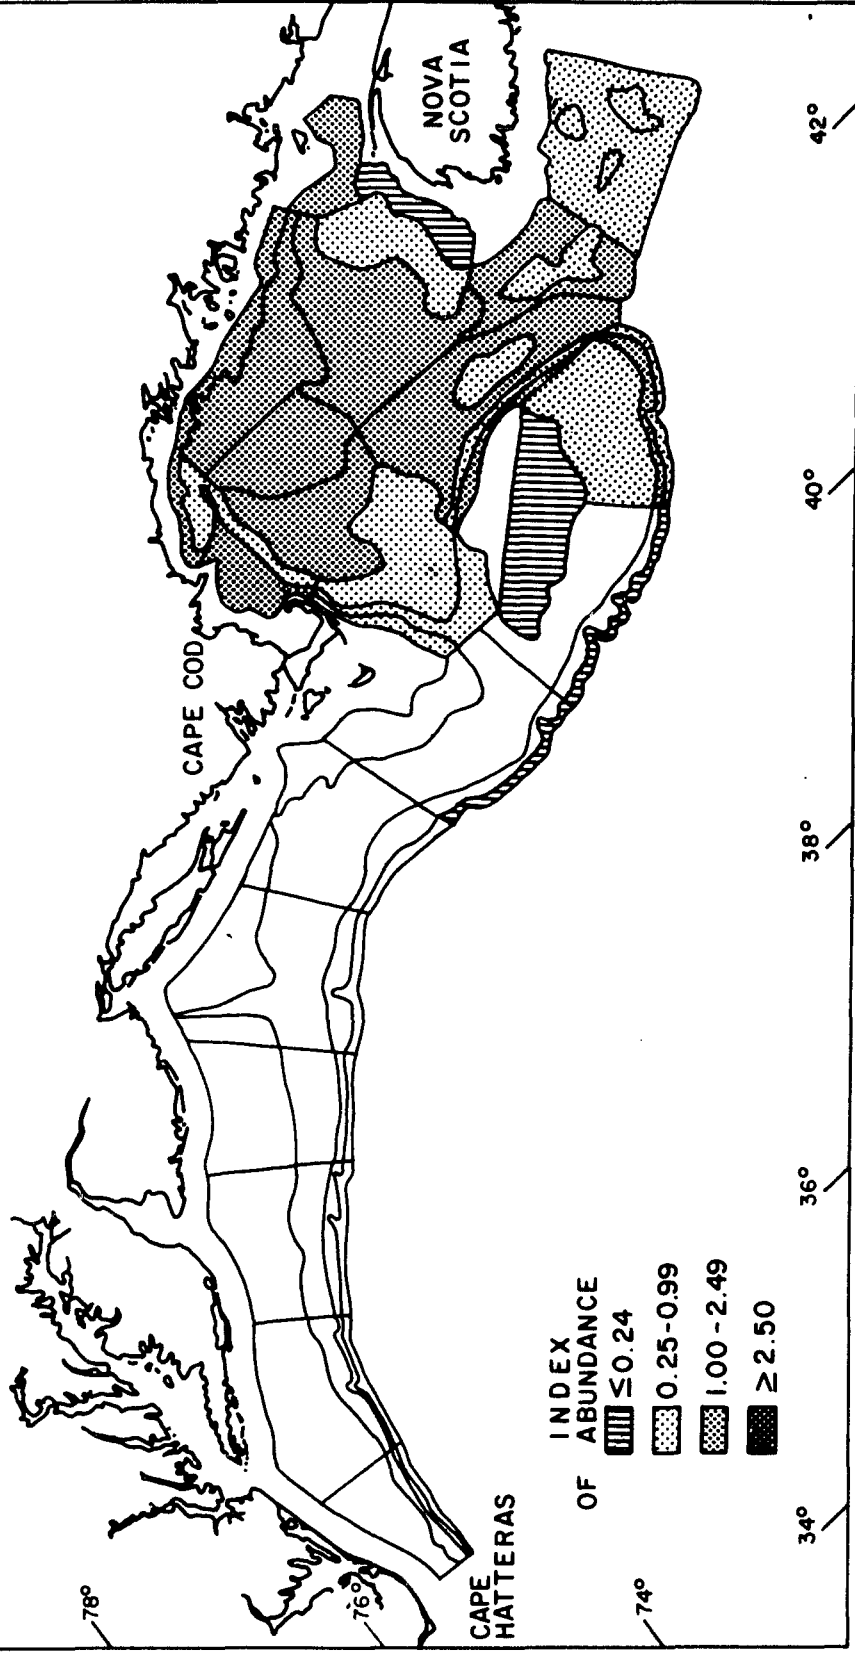 NOVA
SCOTIA
CAPE COD
CAPE
HATTERAS
INDEX
OF ABUNDANCE
≤0.24
0.25-0.99
1.00-2.49
≥2.50
78°
76°
74°
34°
36°
38°
40°
42°